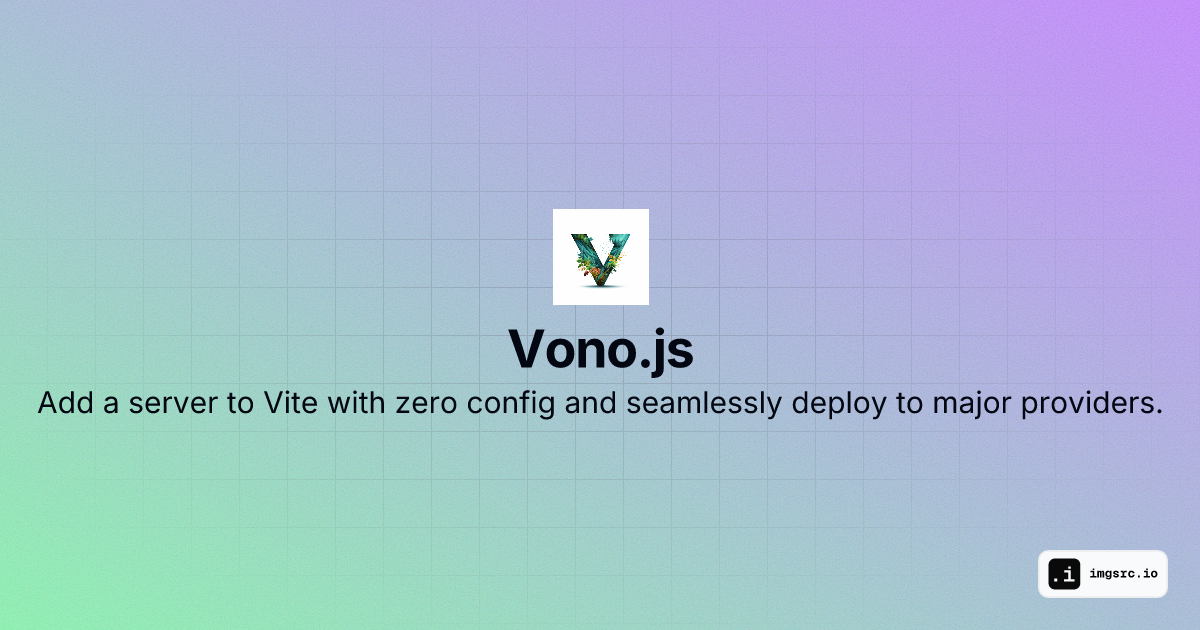 V
Vono.js
Add a server to Vite with zero config and seamlessly deploy to major providers.
.i imgsrc.io